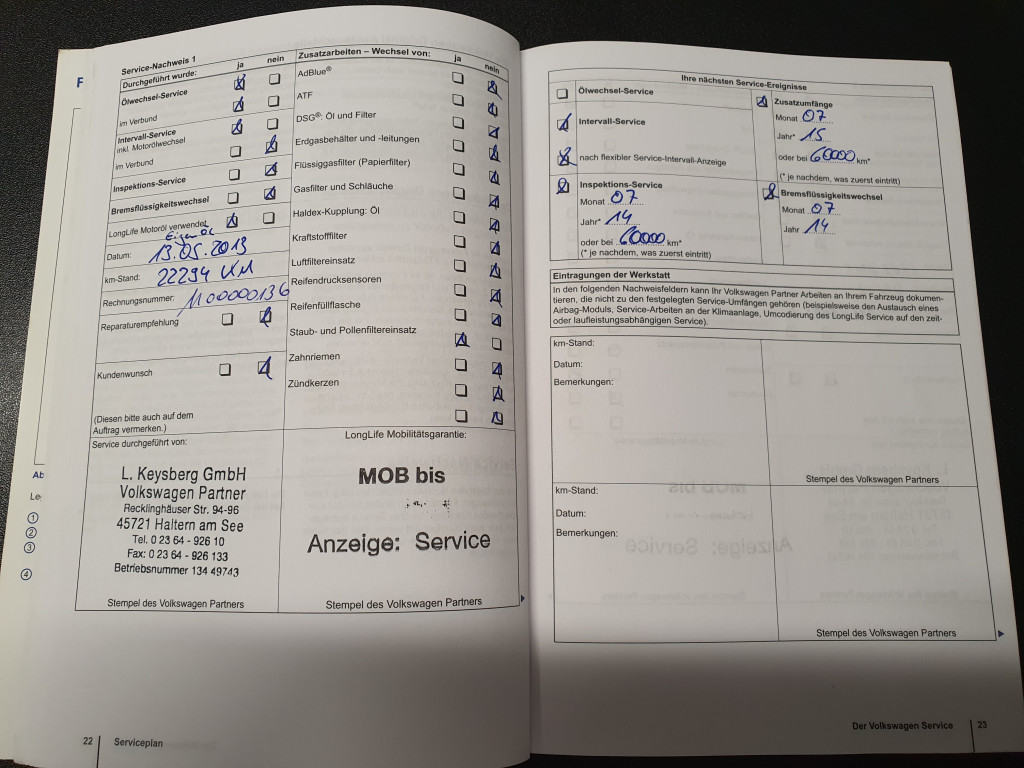 F
Service-Nachweis 1
Durchgeführt wurde: ja nein
Ölwechsel-Service
im Verbund
Intervall-Service
inkl. Motorölwechsel
im Verbund
Inspektions-Service
Bremsflüssigkeitswechsel
LongLife Motoröl verwendet
Eigen Öl
Datum: 13.05.2013
km-Stand: 22294 KM
Rechnungsnummer: 1100000136
Reparaturempfehlung
Kundenwunsch
(Diesen bitte auch auf dem
Auftrag vermerken.)
Zusatzarbeiten – Wechsel von: ja nein
AdBlue®
ATF
DSG®: Öl und Filter
Erdgasbehälter und -leitungen
Flüssiggasfilter (Papierfilter)
Gasfilter und Schläuche
Haldex-Kupplung: Öl
Kraftstofffilter
Luftfiltereinsatz
Reifendrucksensoren
Reifenfüllflasche
Staub- und Pollenfiltereinsatz
Zahnriemen
Zündkerzen
Service durchgeführt von:
L. Keysberg GmbH
Volkswagen Partner
Recklinghäuser Str. 94-96
45721 Haltern am See
Tel. 0 23 64 - 926 10
Fax: 0 23 64 - 926 133
Betriebsnummer 134 49743
Stempel des Volkswagen Partners
LongLife Mobilitätsgarantie:
MOB bis
Anzeige: Service
Stempel des Volkswagen Partners
Ab
1
2
3
4
22 Serviceplan
Ihre nächsten Service-Ereignisse
Ölwechsel-Service
Intervall-Service
nach flexibler Service-Intervall-Anzeige
Zusatzumfänge
Monat 07
Jahr* 15
oder bei 60000 km*
(* je nachdem, was zuerst eintritt)
Inspektions-Service
Monat 07
Jahr* 14
oder bei 60000 km*
(* je nachdem, was zuerst eintritt)
Bremsflüssigkeitswechsel
Monat 07
Jahr 14
Eintragungen der Werkstatt
In den folgenden Nachweisfeldern kann Ihr Volkswagen Partner Arbeiten an Ihrem Fahrzeug dokumen-
tieren, die nicht zu den festgelegten Service-Umfängen gehören (beispielsweise den Austausch eines
Airbag-Moduls, Service-Arbeiten an der Klimaanlage, Umcodierung des LongLife Service auf den zeit-
oder laufleistungsabhängigen Service).
km-Stand:
Datum:
Bemerkungen:
Stempel des Volkswagen Partners
km-Stand:
Datum:
Bemerkungen:
Stempel des Volkswagen Partners
Der Volkswagen Service 23